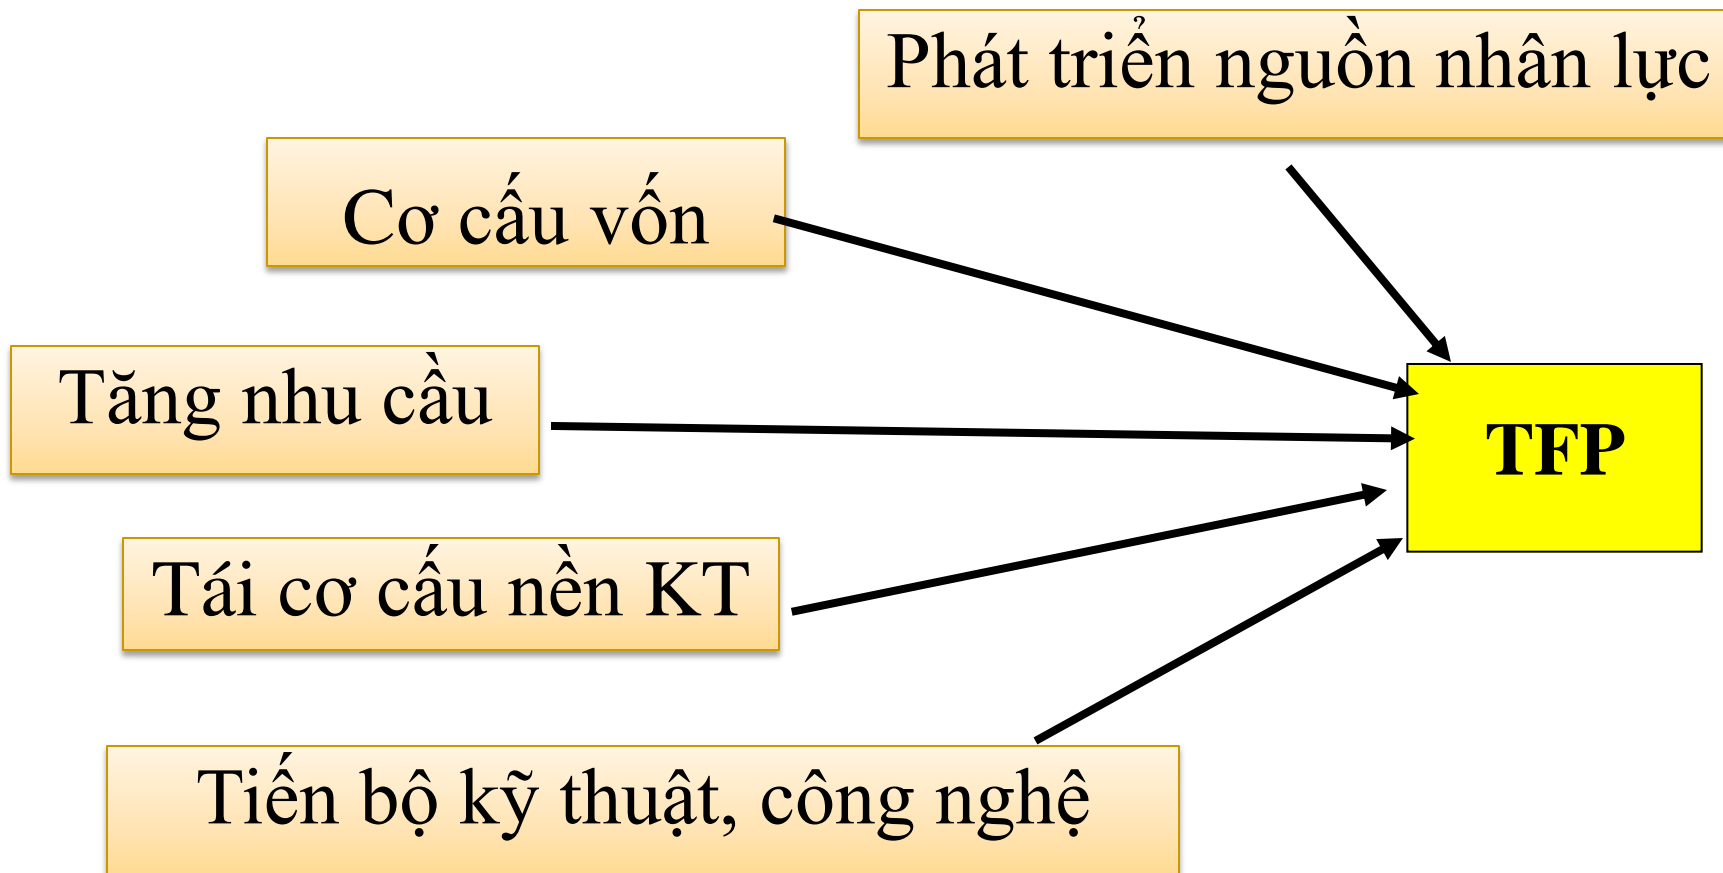 Phát triển nguồn nhân lực
Cơ cấu vốn
Tăng nhu cầu
TFP
Tái cơ cấu nền KT
Tiến bộ kỹ thuật, công nghệ